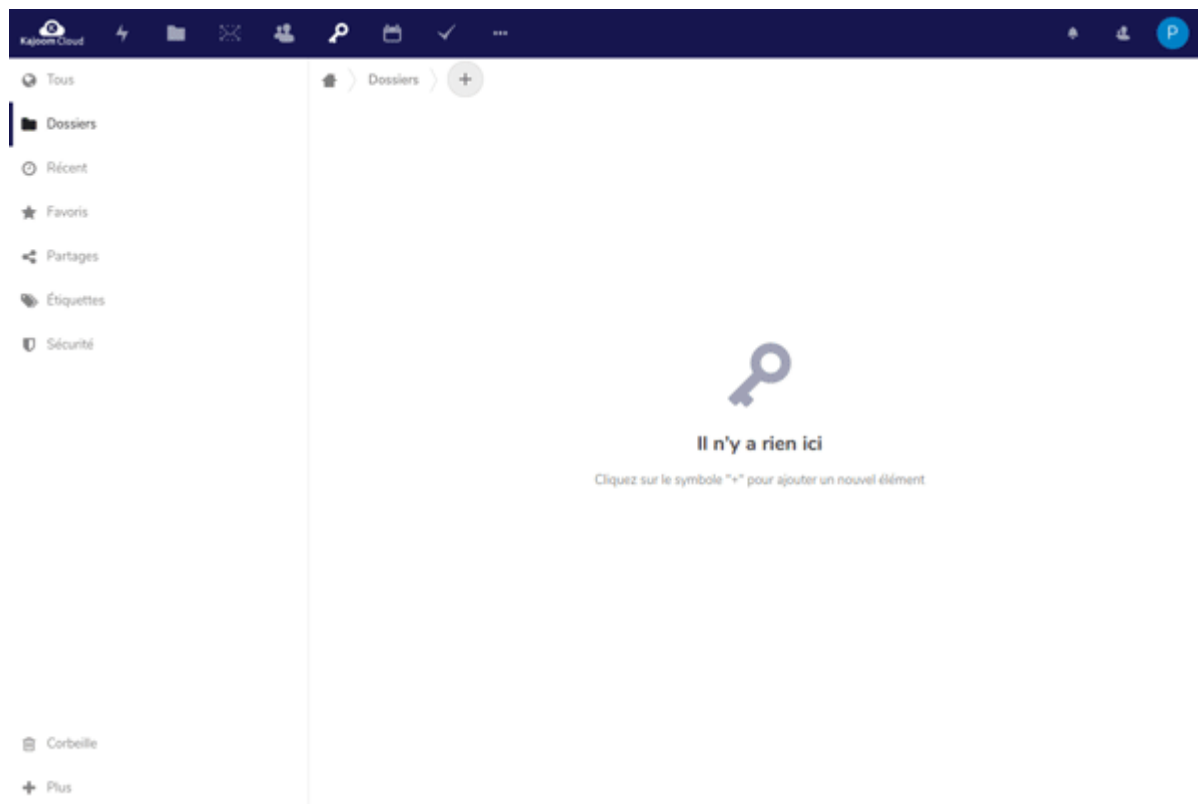 Kajoom Cloud
P
Tous
Dossiers
Dossiers
Récent
Favoris
Partages
Étiquettes
Sécurité
Il n'y a rien ici
Cliquez sur le symbole "+" pour ajouter un nouvel élément
Corbeille
Plus